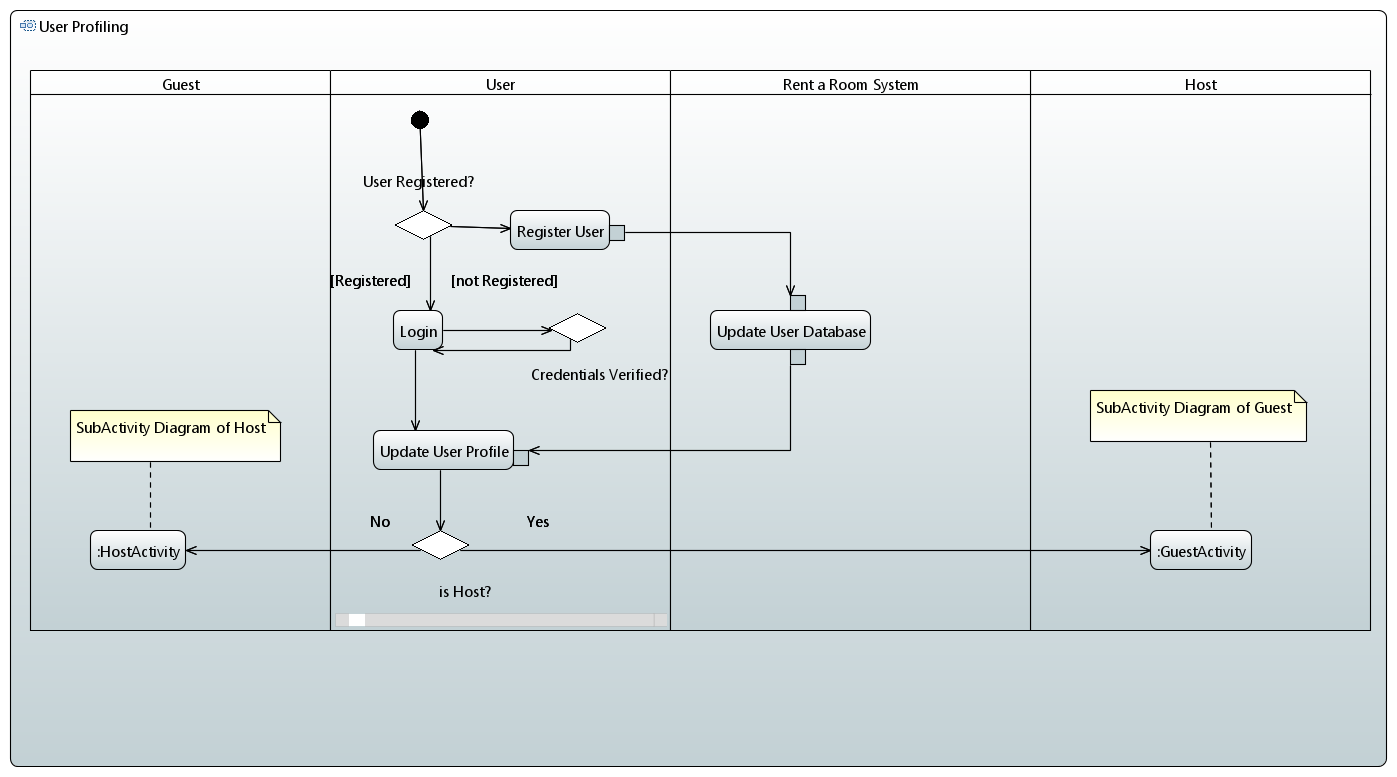 User Profiling
Guest
User
Rent a Room System
Host
User Registered?
Register User
[Registered]
[not Registered]
Login
Update User Database
Credentials Verified?
SubActivity Diagram of Host
SubActivity Diagram of Guest
Update User Profile
No
Yes
:HostActivity
:GuestActivity
is Host?